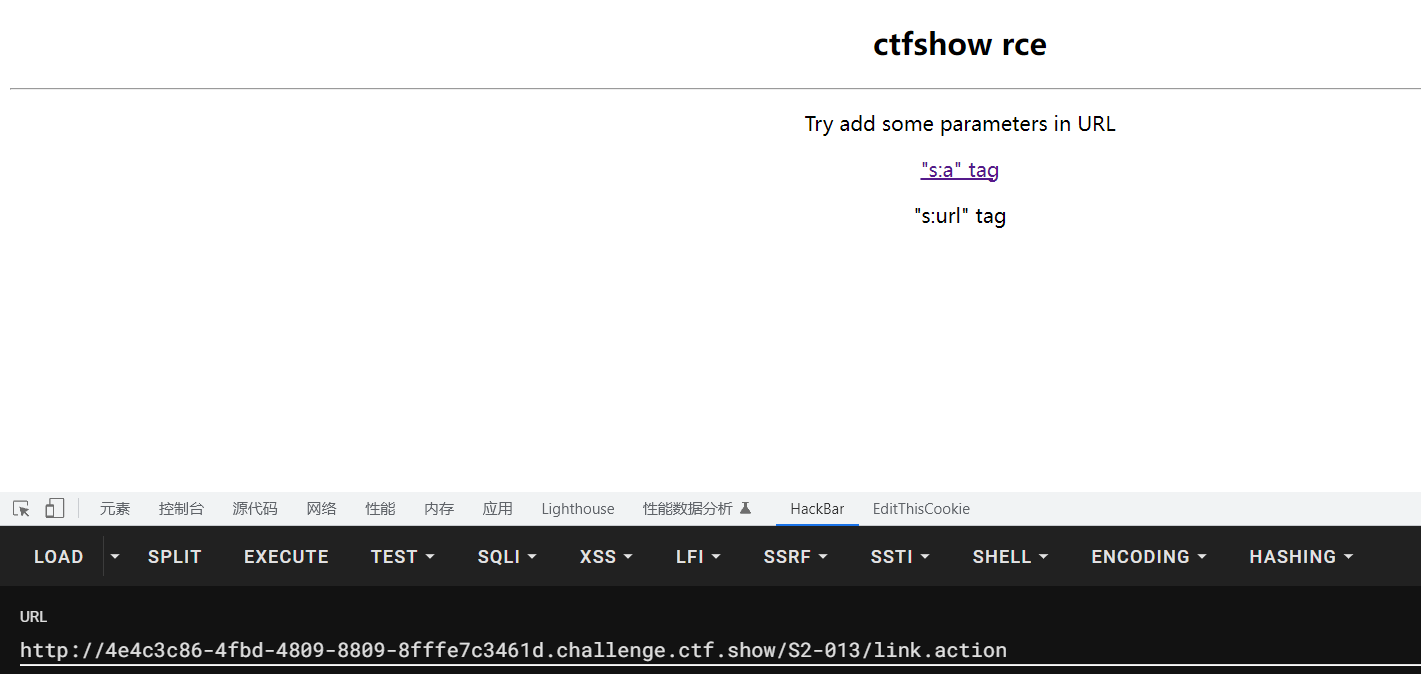 ctfshow rce
Try add some parameters in URL
"s:a" tag
"s:url" tag
元素 控制台 源代码 网络 性能 内存 应用 Lighthouse 性能数据分析 HackBar EditThisCookie
LOAD SPLIT EXECUTE TEST SQLI XSS LFI SSRF SSTI SHELL ENCODING HASHING
URL
http://4e4c3c86-4fbd-4809-8809-8fffe7c3461d.challenge.ctf.show/S2-013/link.action